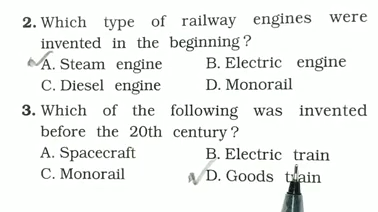 2. Which type of railway engines were
invented in the beginning?
A. Steam engine B. Electric engine
C. Diesel engine D. Monorail
3. Which of the following was invented
before the 20th century?
A. Spacecraft B. Electric train
C. Monorail D. Goods train